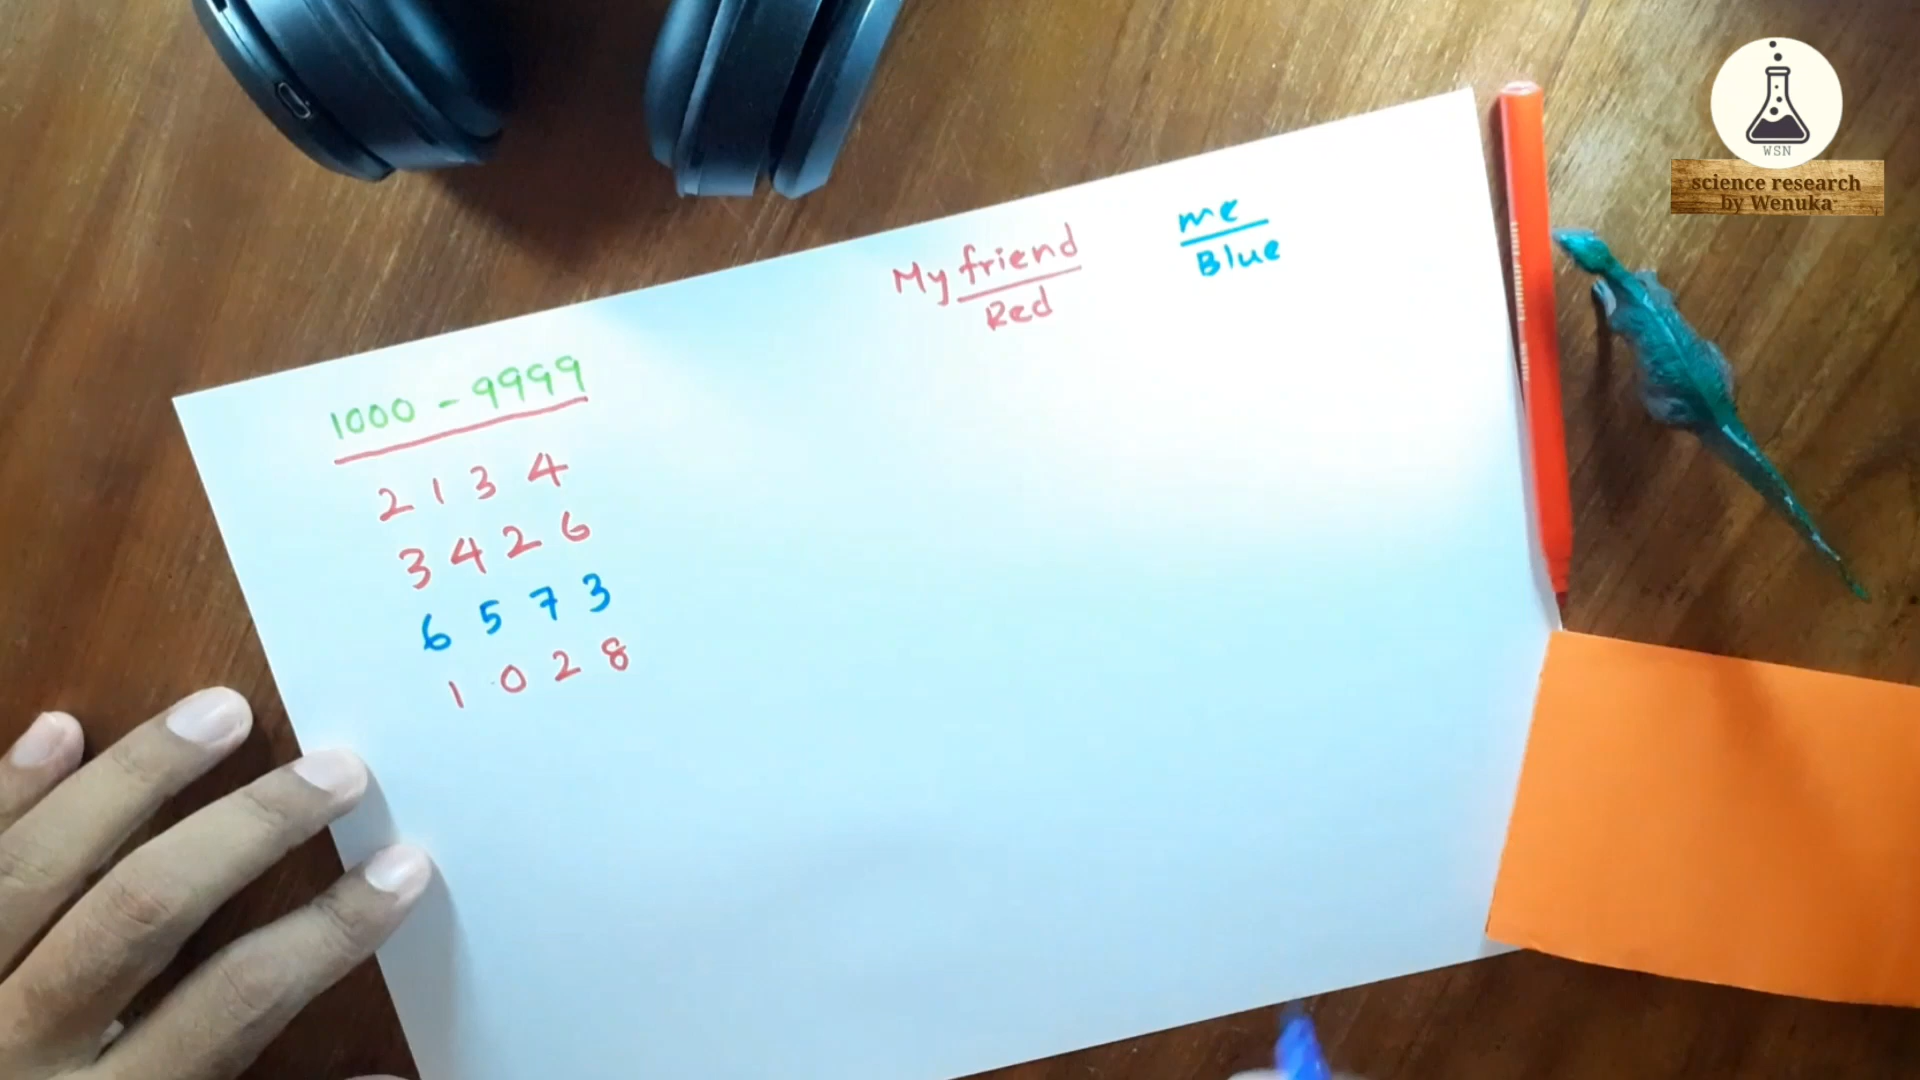 WSN
science research
by Wenuka
My friend
Red
me
Blue
1000 - 9999
2 1 3 4
3 4 2 6
6 5 7 3
1 0 2 8